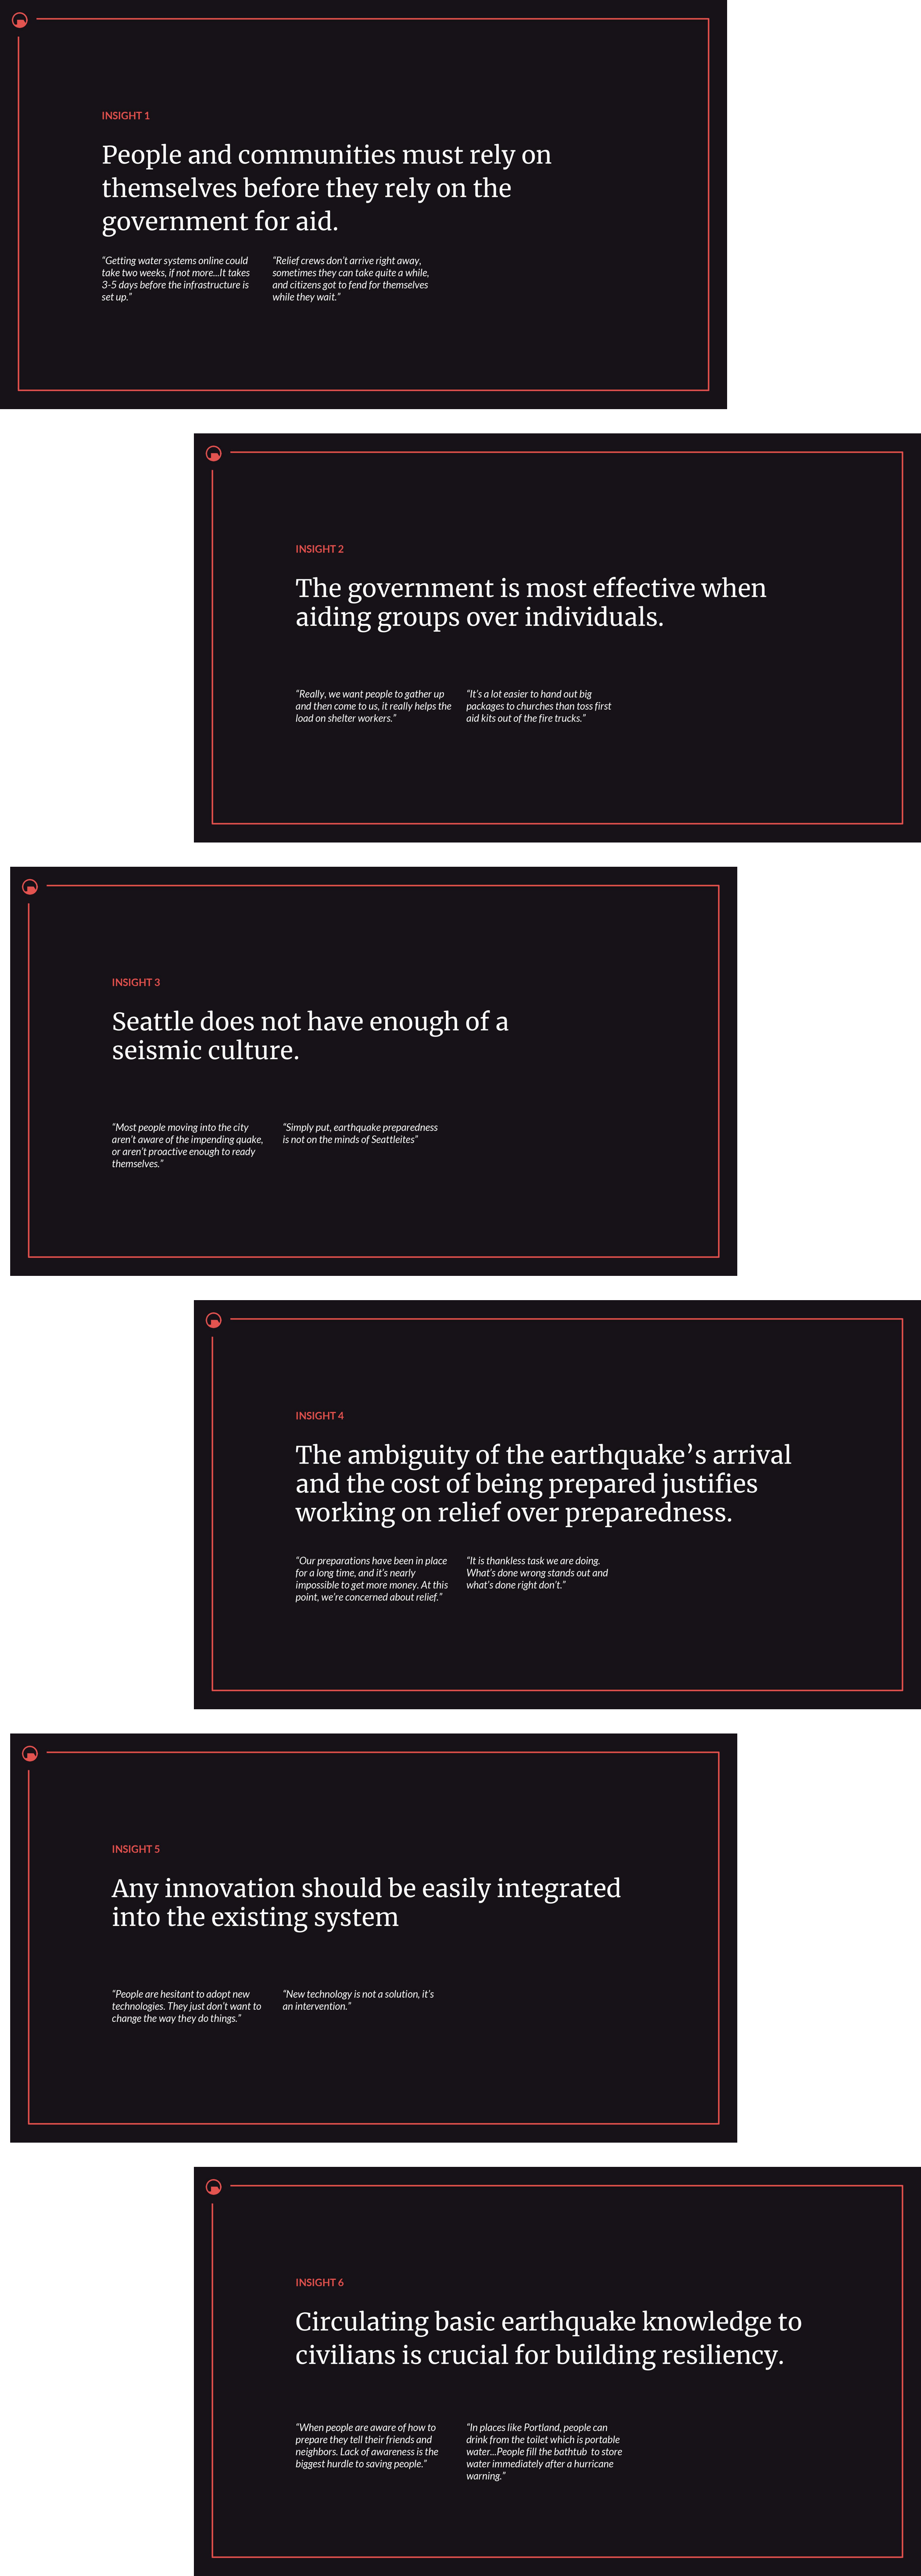 INSIGHT 1
People and communities must rely on
themselves before they rely on the
government for aid.
“Getting water systems online could
take two weeks, if not more...It takes
3-5 days before the infrastructure is
set up.”
“Relief crews don’t arrive right away,
sometimes they can take quite a while,
and citizens got to fend for themselves
while they wait.”
INSIGHT 2
The government is most effective when
aiding groups over individuals.
“Really, we want people to gather up
and then come to us, it really helps the
load on shelter workers.”
“It’s a lot easier to hand out big
packages to churches than toss first
aid kits out of the fire trucks.”
INSIGHT 3
Seattle does not have enough of a
seismic culture.
“Most people moving into the city
aren’t aware of the impending quake,
or aren’t proactive enough to ready
themselves.”
“Simply put, earthquake preparedness
is not on the minds of Seattleites”
INSIGHT 4
The ambiguity of the earthquake’s arrival
and the cost of being prepared justifies
working on relief over preparedness.
“Our preparations have been in place
for a long time, and it’s nearly
impossible to get more money. At this
point, we’re concerned about relief.”
“It is thankless task we are doing.
What’s done wrong stands out and
what’s done right don’t.”
INSIGHT 5
Any innovation should be easily integrated
into the existing system
“People are hesitant to adopt new
technologies. They just don’t want to
change the way they do things.”
“New technology is not a solution, it’s
an intervention.”
INSIGHT 6
Circulating basic earthquake knowledge to
civilians is crucial for building resiliency.
“When people are aware of how to
prepare they tell their friends and
neighbors. Lack of awareness is the
biggest hurdle to saving people.”
“In places like Portland, people can
drink from the toilet which is portable
water...People fill the bathtub to store
water immediately after a hurricane
warning.”